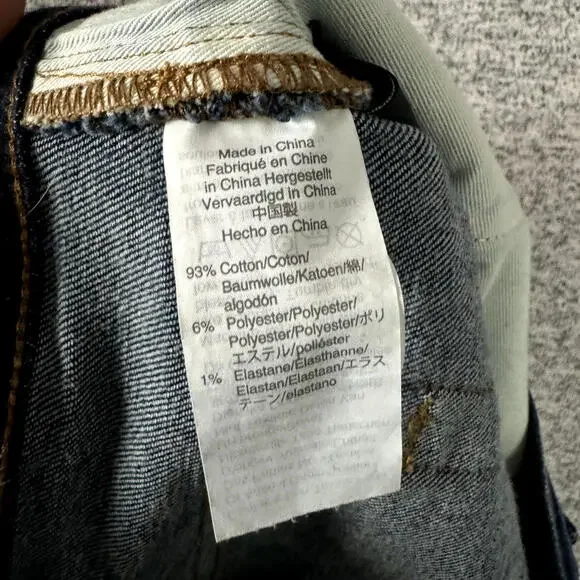 Made in China
Fabriqué en Chine
in China Hergestellt
Vervaardigd in China
中国製
Hecho en China
93% Cotton/Coton/
Baumwolle/Katoen/綿/
algodón
6% Polyester/Polyester/
Polyester/Polyester/ポリ
エステル/poliéster
1% Elastane/Élasthanne/
Elastan/Elastaan/エラス
テーン/elastano